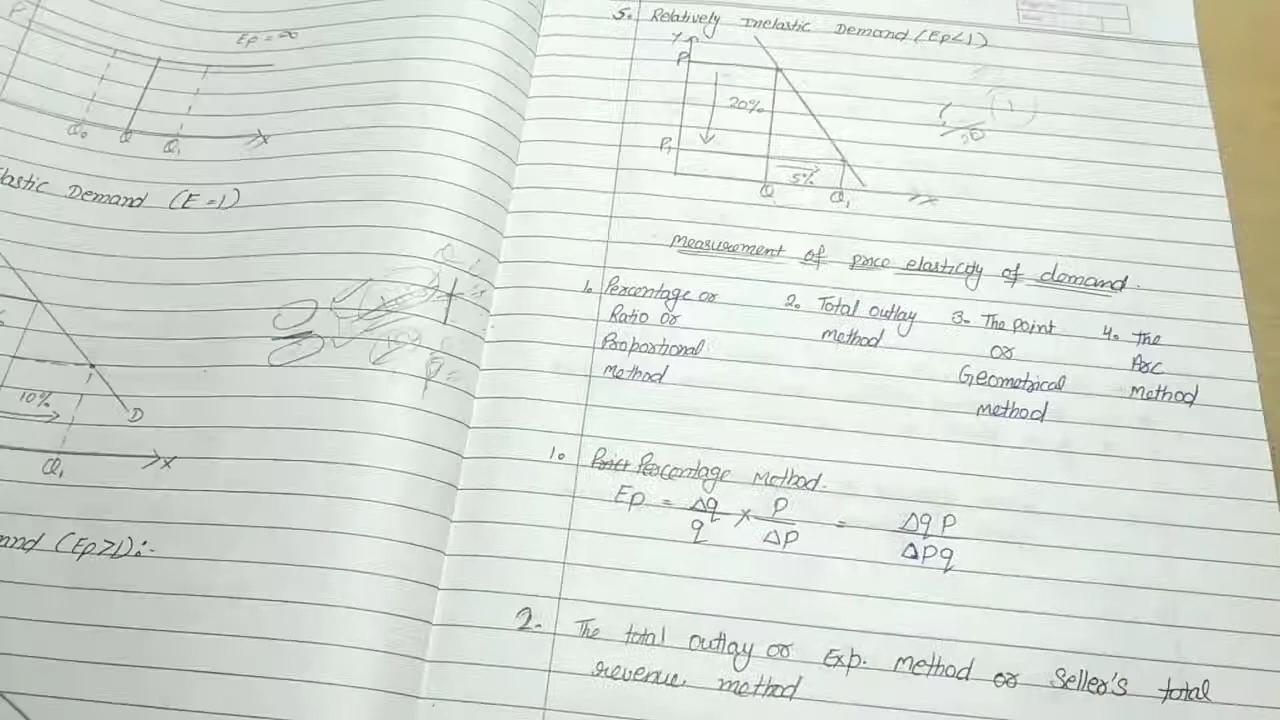 P
Ep = ∞
Q₀ Q Q₁ X
lastic Demand (E = 1)
10%
D
Q₁ X
and (Ep>1):-
5. Relatively Inelastic Demand (Ep<1)
Y
P
20%
P₁
5%
Q Q₁ X
Measurement of price elasticity of demand.
1. Percentage or
Ratio or
Proportional
Method
2. Total outlay
method
3. The point
or
Geometrical
method
4. The
Arc
Method
1. Percentage Method.
Ep = Δq/q × P/ΔP = Δq P/ΔP q
2. The total outlay or Exp. method or Seller's total
revenue method